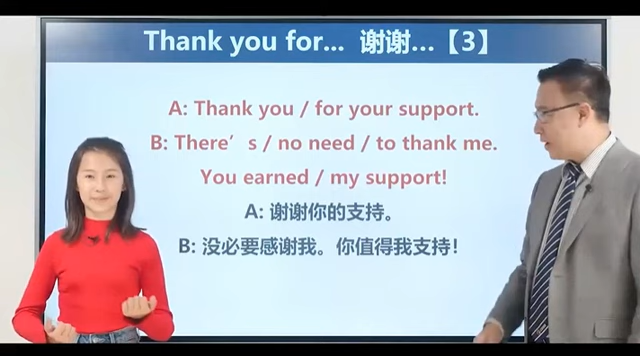 Thank you for... 谢谢...【3】
A: Thank you / for your support.
B: There's / no need / to thank me.
You earned / my support!
A: 谢谢你的支持。
B: 没必要感谢我。你值得我支持！